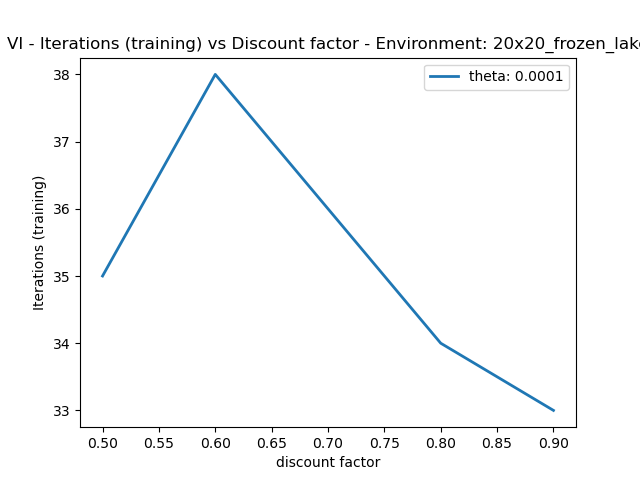 VI - Iterations (training) vs Discount factor - Environment: 20x20_frozen_lak
theta: 0.0001
38
37
36
35
34
33
Iterations (training)
0.50 0.55 0.60 0.65 0.70 0.75 0.80 0.85 0.90
discount factor